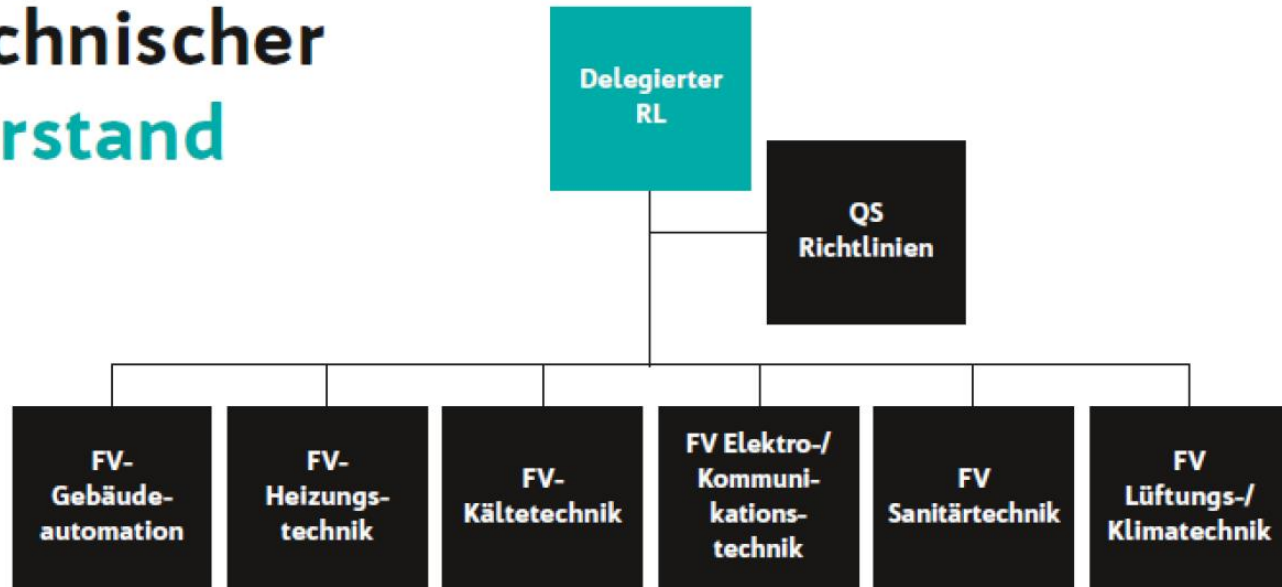 chnischer
rstand
Delegierter
RL
QS
Richtlinien
FV-
Gebäude-
automation
FV-
Heizungs-
technik
FV-
Kältetechnik
FV Elektro-/
Kommuni-
kations-
technik
FV
Sanitärtechnik
FV
Lüftungs-/
Klimatechnik